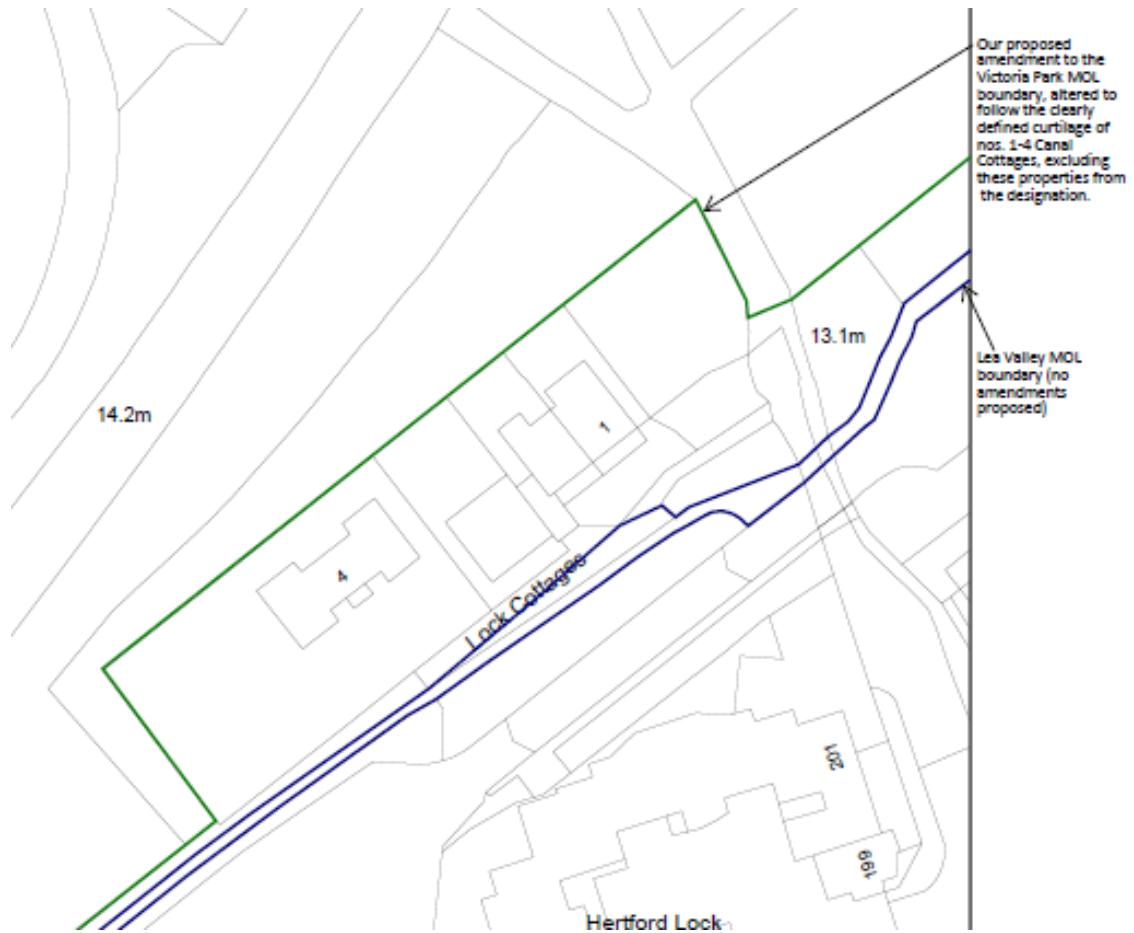 Our proposed
amendment to the
Victoria Park MOL
boundary, altered to
follow the clearly
defined curtilage of
nos. 1-4 Canal
Cottages, excluding
these properties from
the designation.
13.1m
Lea Valley MOL
boundary (no
amendments
proposed)
14.2m
1
4
Lock Cottages
201
199
Hertford Lock